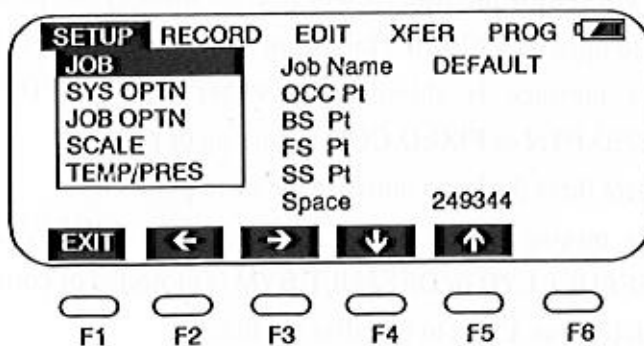 SETUP RECORD EDIT XFER PROG
JOB
SYS OPTN
JOB OPTN
SCALE
TEMP/PRES
Job Name DEFAULT
OCC Pt
BS Pt
FS Pt
SS Pt
Space 249344
EXIT ← → ↓ ↑
F1 F2 F3 F4 F5 F6